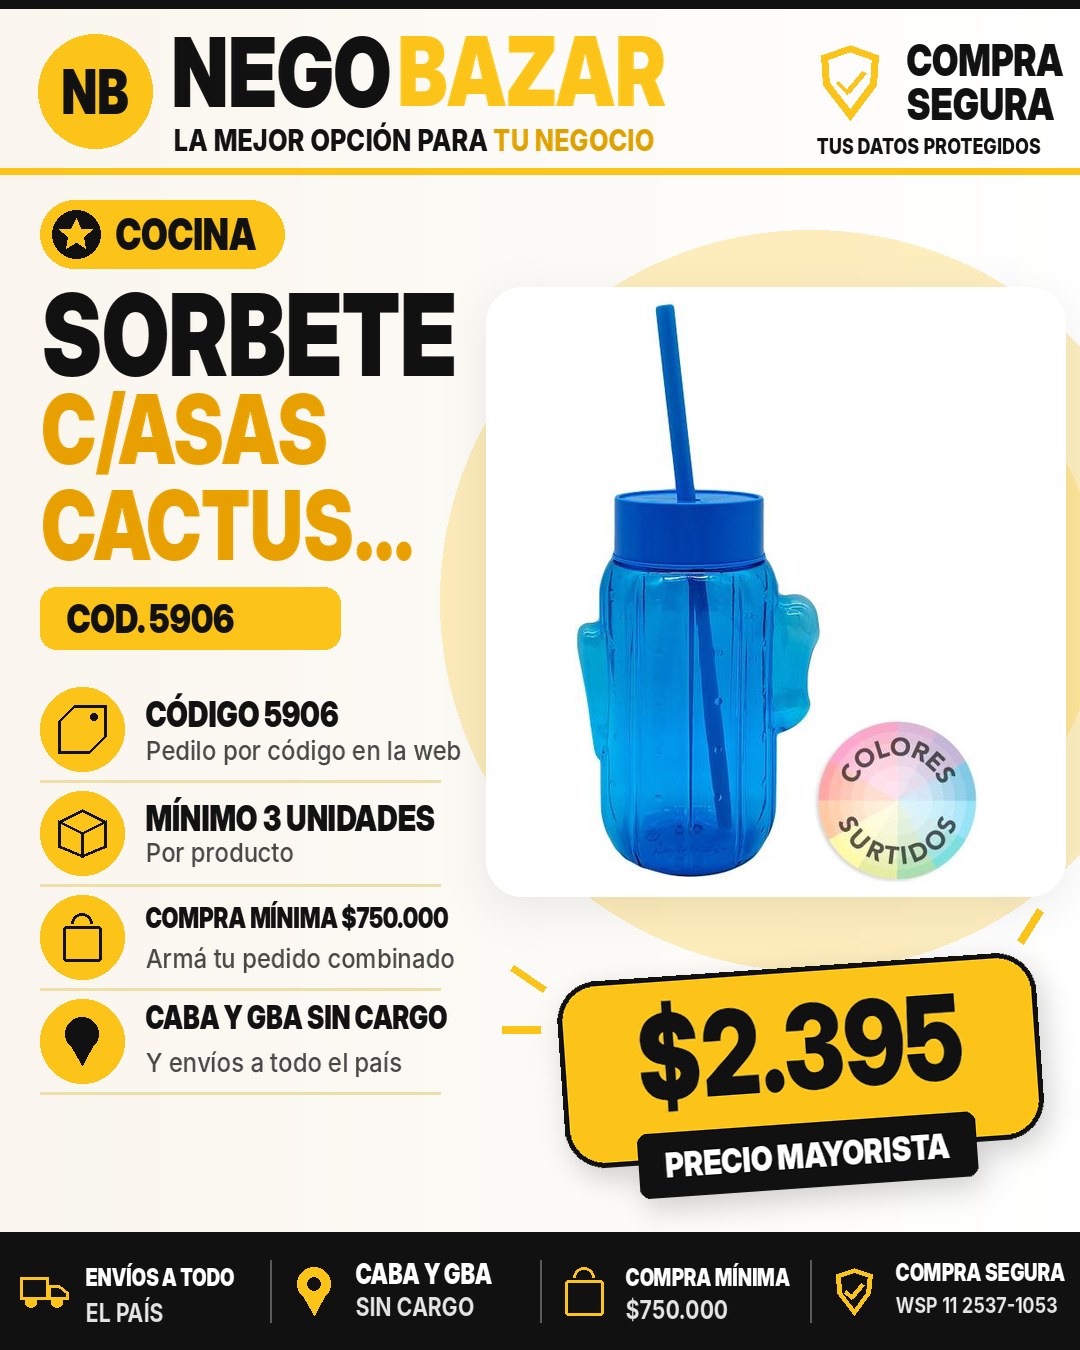 NB
NEGOBAZAR
LA MEJOR OPCIÓN PARA TU NEGOCIO
COMPRA
SEGURA
TUS DATOS PROTEGIDOS
COCINA
SORBETE
C/ASAS
CACTUS...
COD. 5906
CÓDIGO 5906
Pedilo por código en la web
MÍNIMO 3 UNIDADES
Por producto
COMPRA MÍNIMA $750.000
Armá tu pedido combinado
CABA Y GBA SIN CARGO
Y envíos a todo el país
COLORES
SURTIDOS
$2.395
PRECIO MAYORISTA
ENVÍOS A TODO
EL PAÍS
CABA Y GBA
SIN CARGO
COMPRA MÍNIMA
$750.000
COMPRA SEGURA
WSP 11 2537-1053